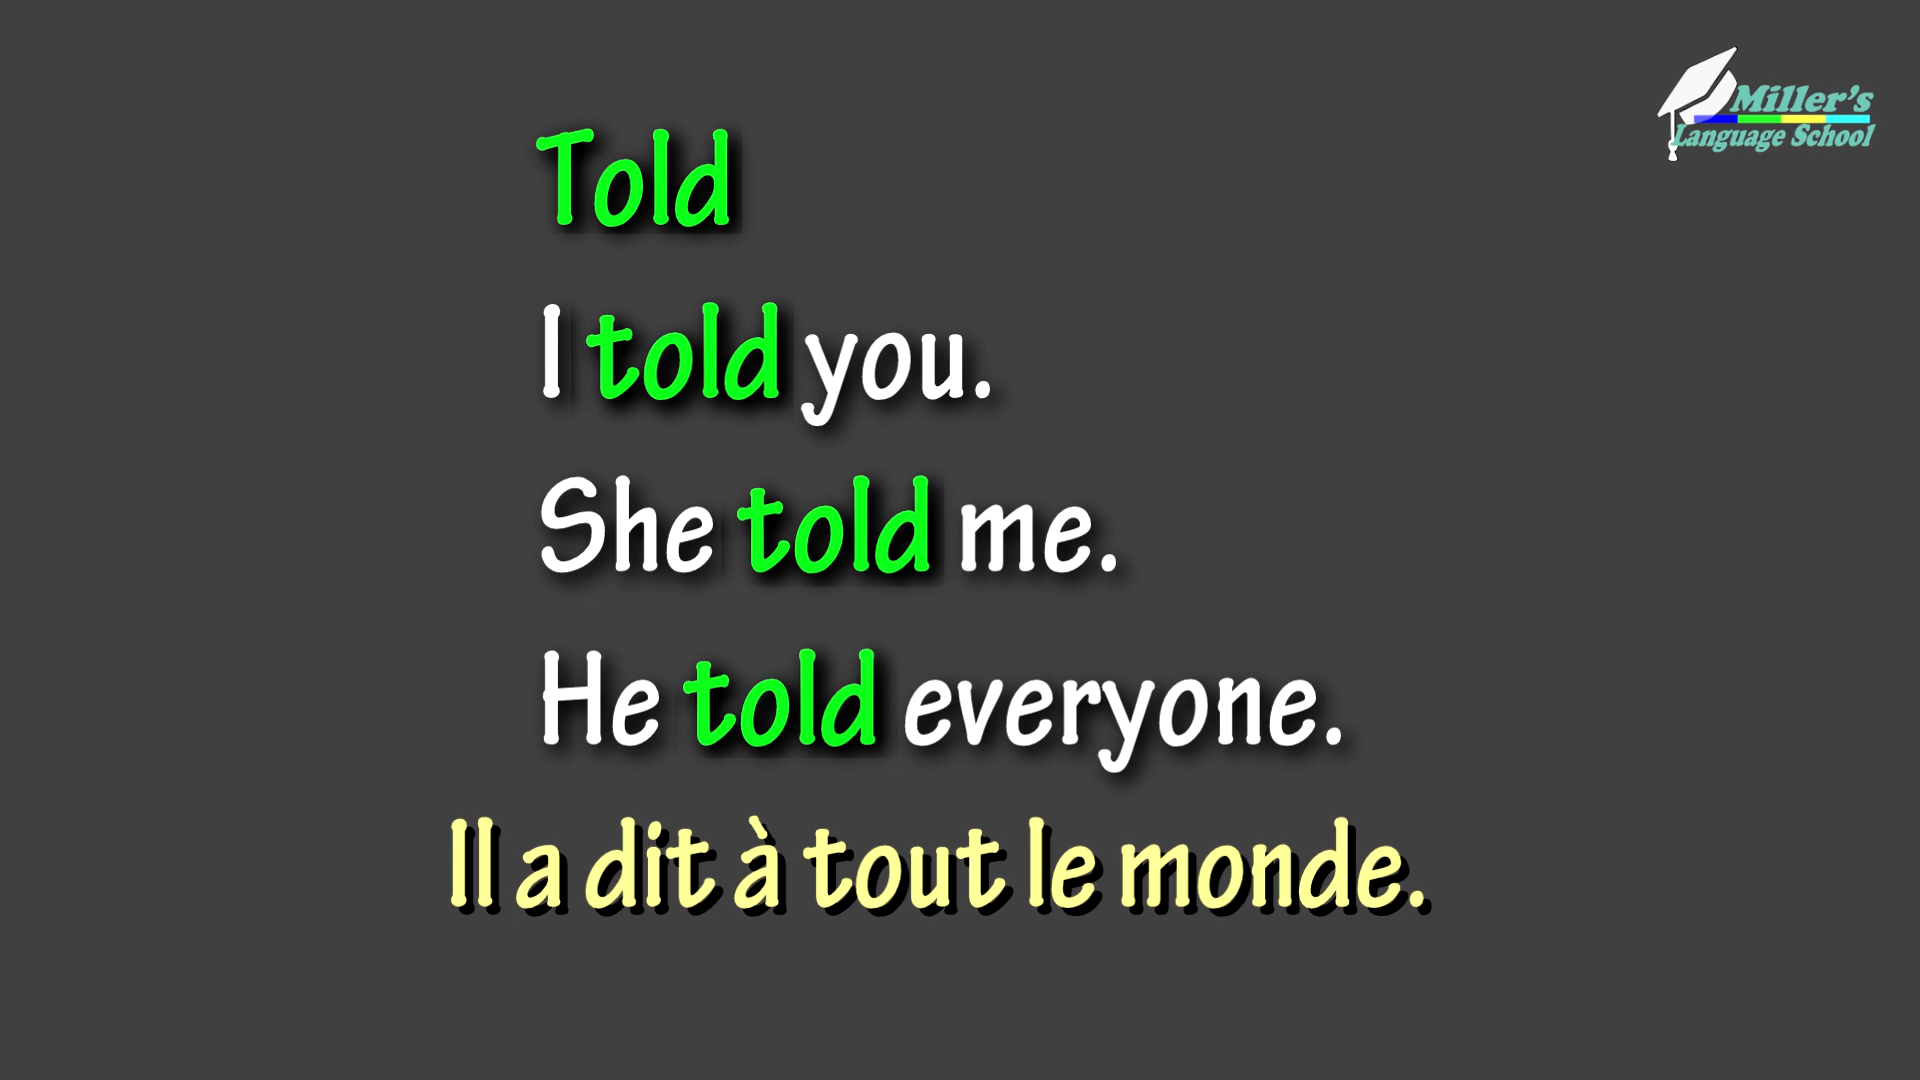 Miller's
Language School
Told
I told you.
She told me.
He told everyone.
Il a dit à tout le monde.